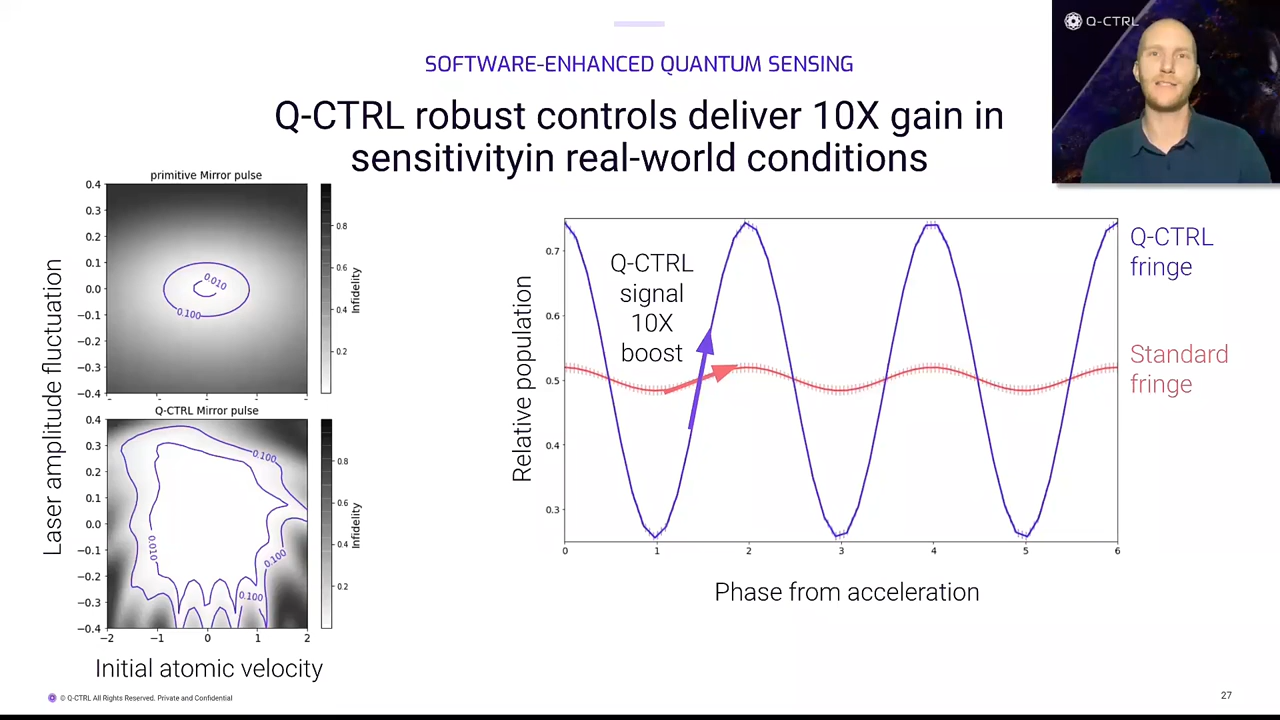 Q-CTRL
SOFTWARE-ENHANCED QUANTUM SENSING
Q-CTRL robust controls deliver 10X gain in
sensitivityin real-world conditions
primitive Mirror pulse
0.4
0.3
0.2
0.1
0.0
−0.1
−0.2
−0.3
−0.4
0.010
0.100
0.8
0.6
0.4
0.2
Infidelity
Laser amplitude fluctuation
Q-CTRL Mirror pulse
0.4
0.3
0.2
0.1
0.0
−0.1
−0.2
−0.3
−0.4
0.100
0.010
0.100
0.100
0.8
0.6
0.4
0.2
Infidelity
−2
−1
0
1
2
Initial atomic velocity
Relative population
0.7
0.6
0.5
0.4
0.3
Q-CTRL
signal
10X
boost
Q-CTRL
fringe
Standard
fringe
0
1
2
3
4
5
6
Phase from acceleration
© Q-CTRL All Rights Reserved. Private and Confidential
27